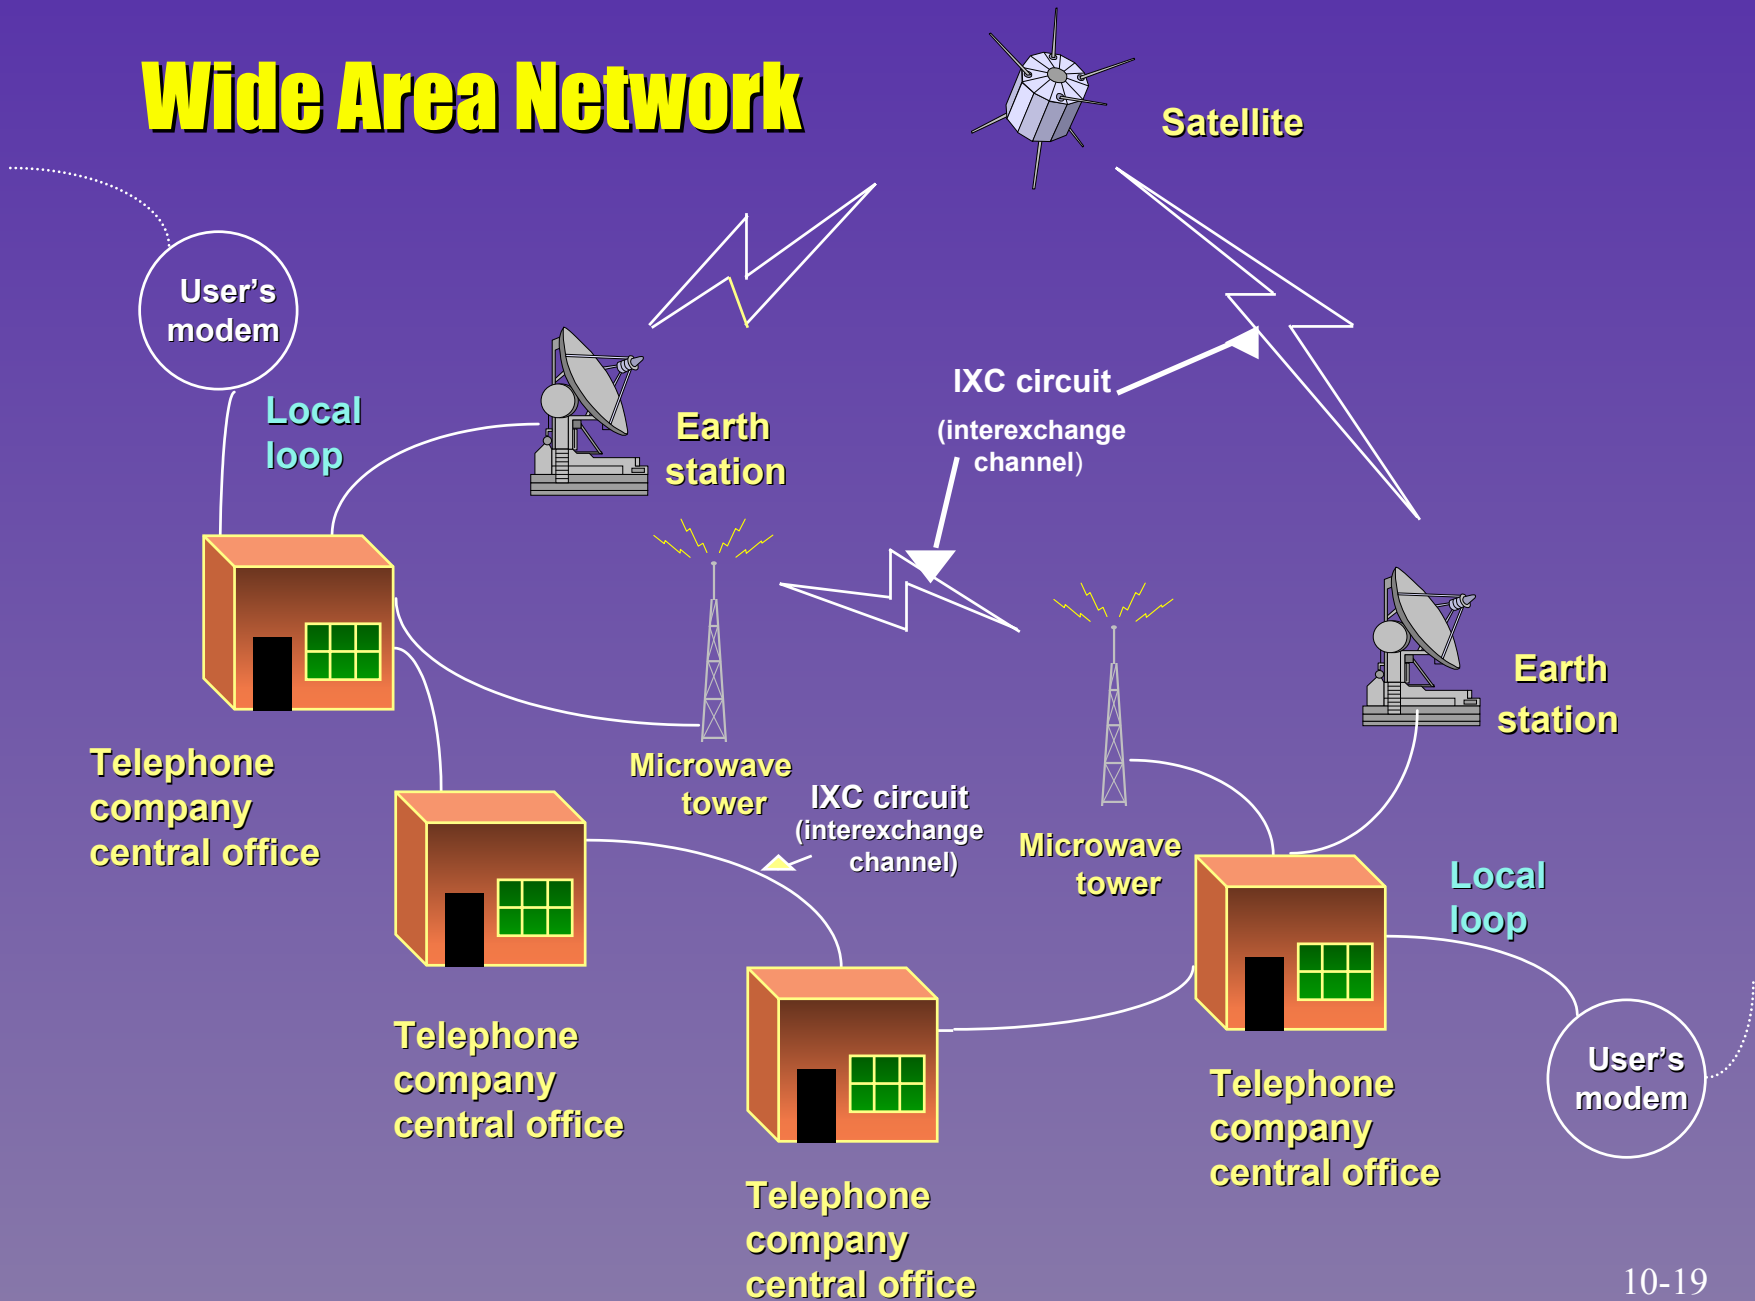 Wide Area Network
Satellite
User’s
modem
Local
loop
Earth
station
IXC circuit
(interexchange
channel)
Earth
station
Telephone
company
central office
Microwave
tower
IXC circuit
(interexchange
channel)
Microwave
tower
Local
loop
Telephone
company
central office
User’s
modem
Telephone
company
central office
Telephone
company
central office
10-19